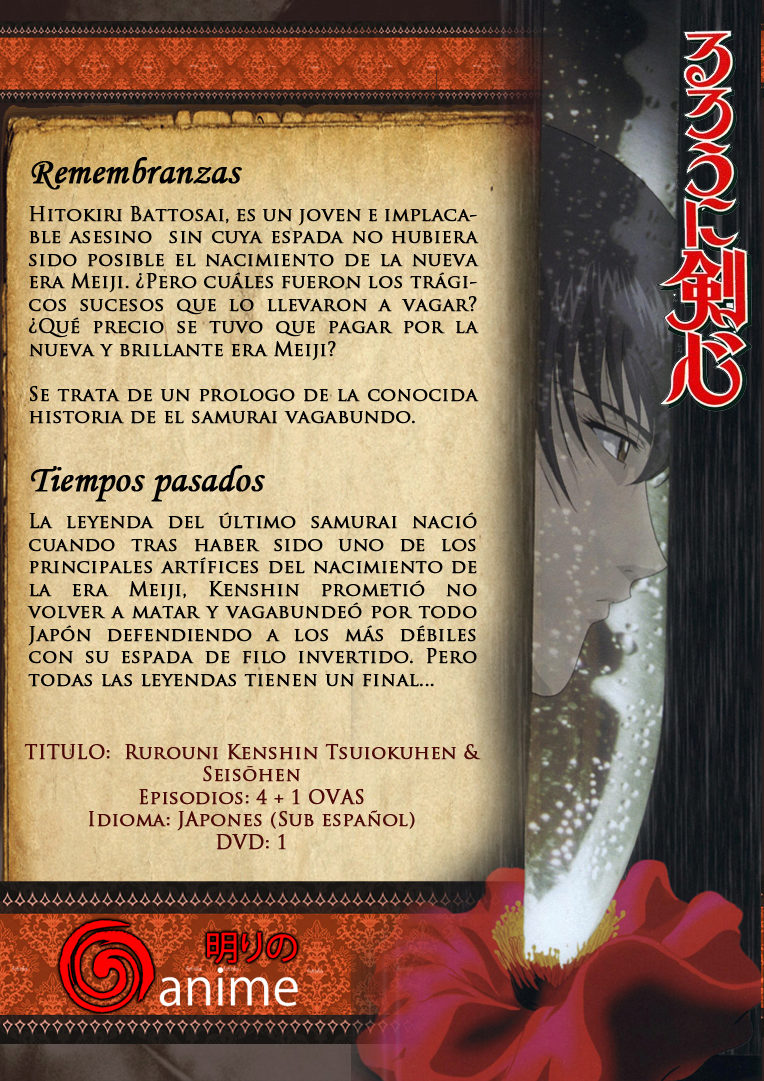 Remembranzas
Hitokiri Battosai, es un joven e implaca-
ble asesino sin cuya espada no hubiera
sido posible el nacimiento de la nueva
era Meiji. ¿Pero cuáles fueron los trági-
cos sucesos que lo llevaron a vagar?
¿Qué precio se tuvo que pagar por la
nueva y brillante era Meiji?
Se trata de un prologo de la conocida
historia de el samurai vagabundo.
Tiempos pasados
La leyenda del último samurai nació
cuando tras haber sido uno de los
principales artífices del nacimiento de
la era Meiji, Kenshin prometió no
volver a matar y vagabundeó por todo
Japón defendiendo a los más débiles
con su espada de filo invertido. Pero
todas las leyendas tienen un final...
TITULO: Rurouni Kenshin Tsuiokuhen &
Seisōhen
Episodios: 4 + 1 OVAS
Idioma: JApones (Sub español)
DVD: 1
るろうに剣心
明りの
anime